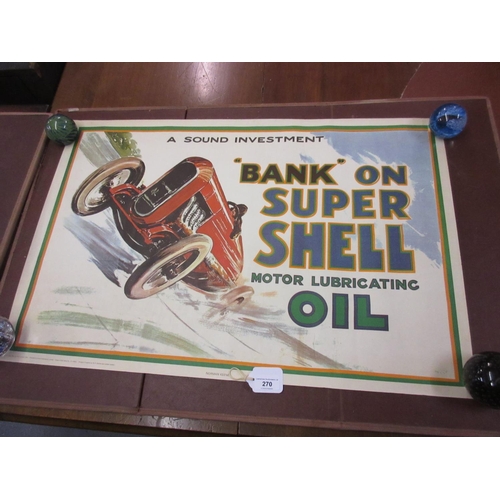 A SOUND INVESTMENT
"BANK" ON
SUPER
SHELL
MOTOR LUBRICATING
OIL
270